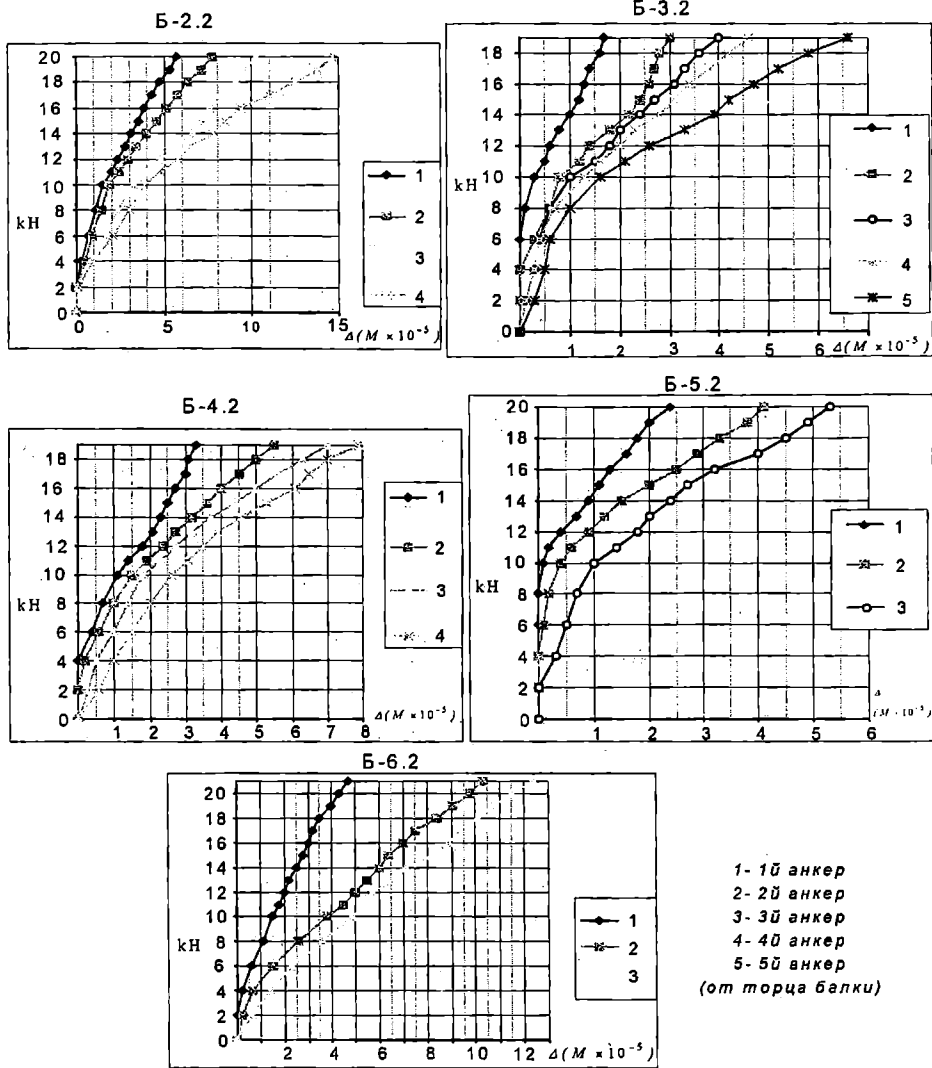 Б-2.2
20
18
16
14
12
10
8
6
4
2
0
kH
0 5 10 15
Δ(M × 10⁻⁵)
1
2
3
4
Б-3.2
18
16
14
12
10
8
6
4
2
0
kH
1 2 3 4 5 6
Δ(M × 10⁻⁵)
1
2
3
4
5
Б-4.2
18
16
14
12
10
8
6
4
2
0
kH
1 2 3 4 5 6 7 8
Δ(M × 10⁻⁵)
1
2
3
4
Б-5.2
20
18
16
14
12
10
8
6
4
2
0
kH
1 2 3 4 5 6
Δ
(M × 10⁻⁵)
1
2
3
Б-6.2
20
18
16
14
12
10
8
6
4
2
0
kH
2 4 6 8 10 12
Δ(M × 10⁻⁵)
1
2
3
1- 1й анкер
2- 2й анкер
3- 3й анкер
4- 4й анкер
5- 5й анкер
(от торца балки)